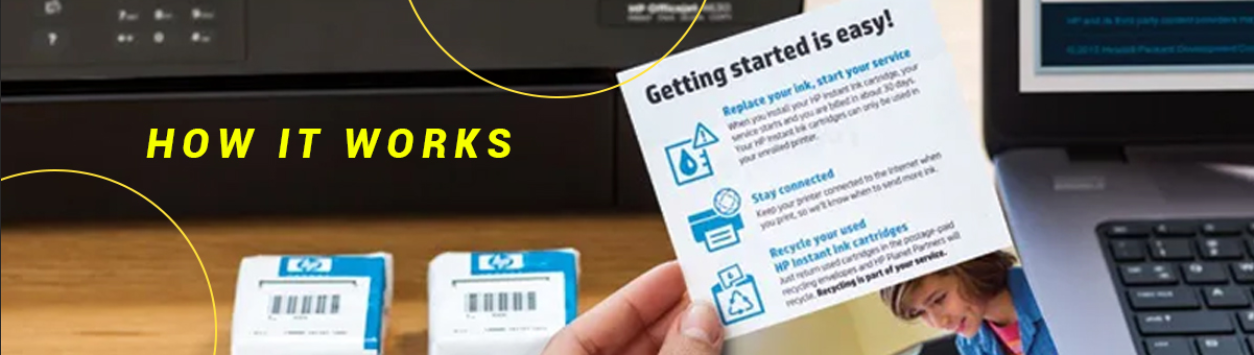 HP Officejet
HOW IT WORKS
Getting started is easy!
Replace your ink, start your service
When you install your HP Instant Ink cartridge, your
service starts and you are billed in about 30 days.
Your HP Instant Ink cartridges can only be used in
your enrolled printer.
Stay connected
Keep your printer connected to the Internet when
you print, so we'll know when to send more ink.
Recycle your used
HP Instant Ink cartridges
Just return used cartridges in the postage-paid
recycling envelopes and HP Planet Partners will
recycle. Recycling is part of your service.
hp
hp